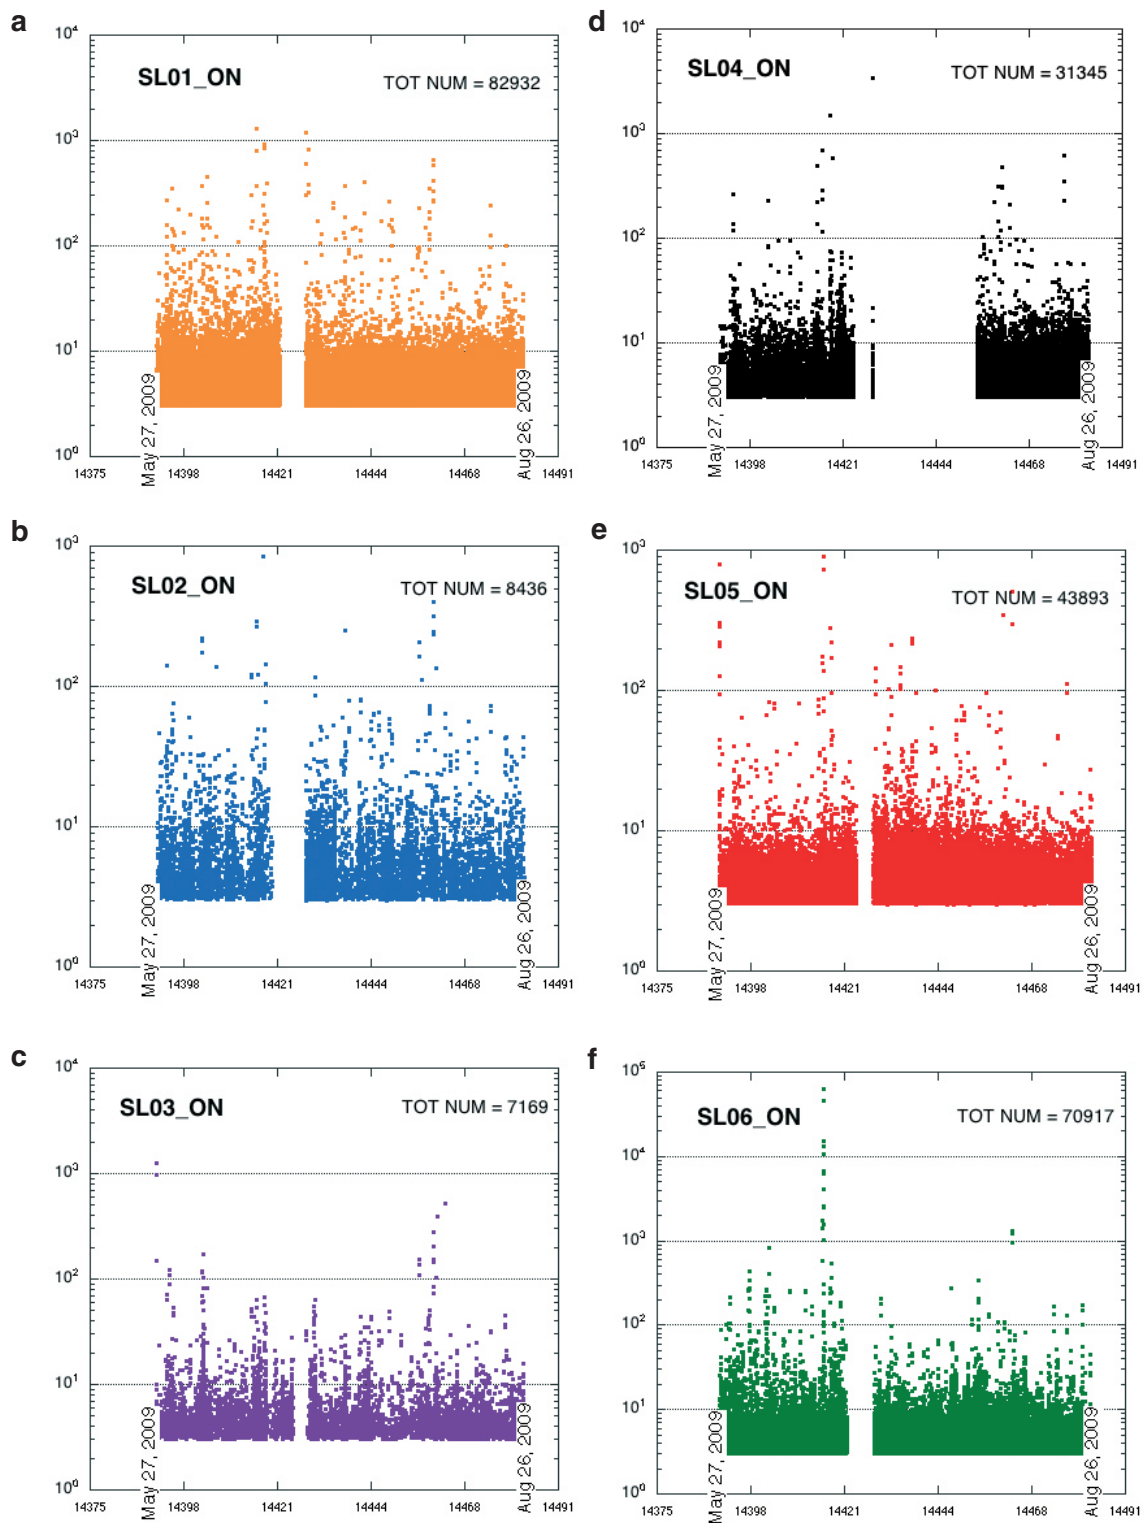 a
10⁴
10³
10²
10¹
10⁰
SL01_ON
TOT NUM = 82932
May 27, 2009
Aug 26, 2009
14375 14398 14421 14444 14468 14491
d
10⁴
10³
10²
10¹
10⁰
SL04_ON
TOT NUM = 31345
May 27, 2009
Aug 26, 2009
14375 14398 14421 14444 14468 14491
b
10³
10²
10¹
10⁰
SL02_ON
TOT NUM = 8436
May 27, 2009
Aug 26, 2009
14375 14398 14421 14444 14468 14491
e
10³
10²
10¹
10⁰
SL05_ON
TOT NUM = 43893
May 27, 2009
Aug 26, 2009
14375 14398 14421 14444 14468 14491
c
10⁴
10³
10²
10¹
10⁰
SL03_ON
TOT NUM = 7169
May 27, 2009
Aug 26, 2009
14375 14398 14421 14444 14468 14491
f
10⁵
10⁴
10³
10²
10¹
10⁰
SL06_ON
TOT NUM = 70917
May 27, 2009
Aug 26, 2009
14375 14398 14421 14444 14468 14491